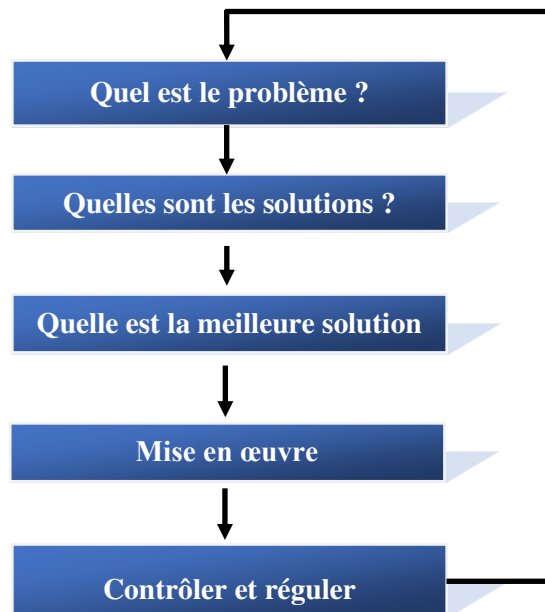 Quel est le problème ?
Quelles sont les solutions ?
Quelle est la meilleure solution
Mise en œuvre
Contrôler et réguler